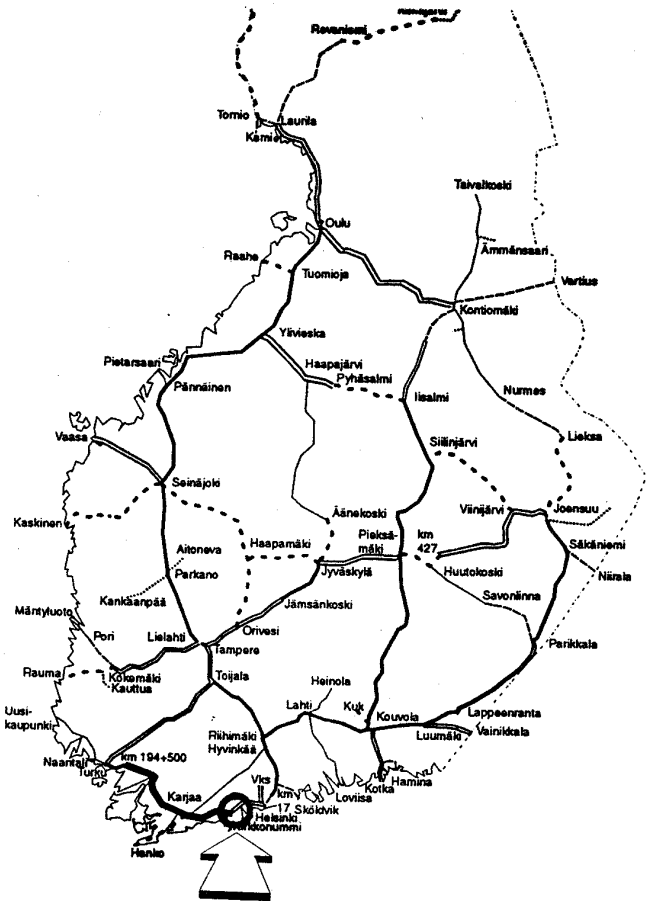 Rovaniemi
Tornio
Laurila
Kemi
Taivalkoski
Oulu
Ämmänsaari
Raahe
Tuomioja
Vartius
Kontiomäki
Ylivieska
Pietarsaari
Haapajärvi
Pyhäsalmi
Pännäinen
Iisalmi
Nurmes
Vaasa
Siilinjärvi
Lieksa
Seinäjoki
Viinijärvi
Joensuu
Kaskinen
Äänekoski
Pieksä-
mäki
km
427
Aitoneva
Haapamäki
Säkäniemi
Parkano
Jyväskylä
Huutokoski
Niirala
Kankaanpää
Jämsänkoski
Savonlinna
Mäntyluoto
Pori
Lielahti
Orivesi
Tampere
Parikkala
Rauma
Kokemäki
Kauttua
Toijala
Heinola
Uusi-
kaupunki
Lahti
Kuk
Kouvola
Lappeenranta
Riihimäki
Hyvinkää
Luumäki
Vainikkala
Naantali
Turku
km 194+500
Vks
km
17
Sköldvik
Loviisa
Kotka
Hamina
Karjaa
Helsinki
Hanko